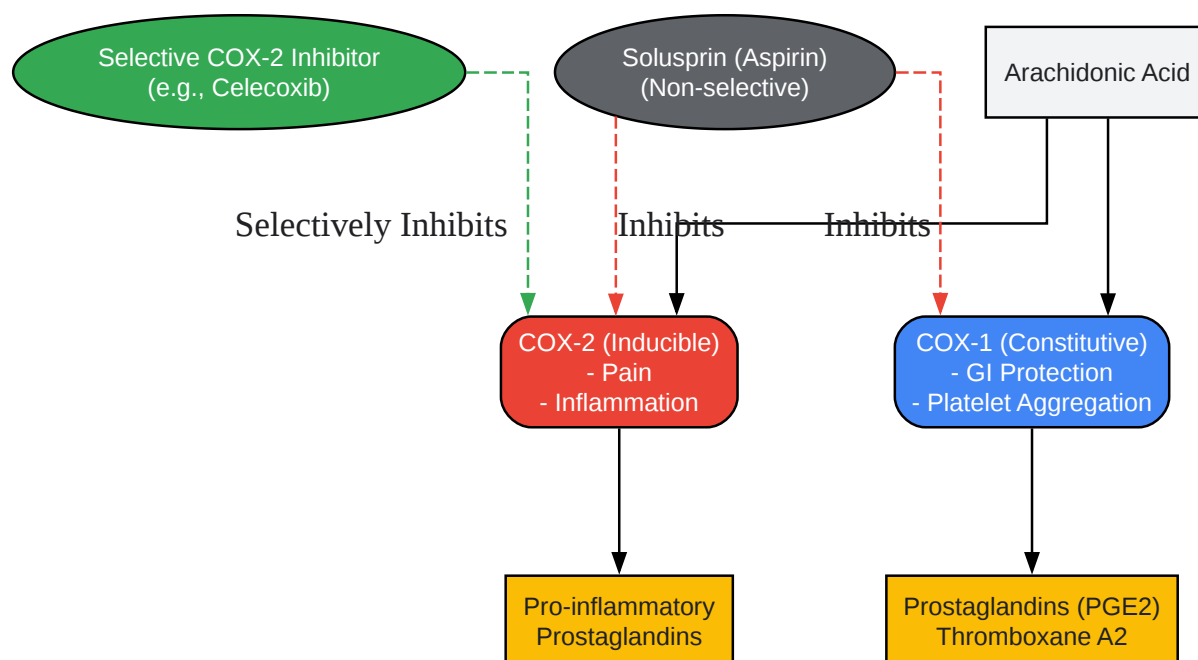 Selective COX-2 Inhibitor
(e.g., Celecoxib)
Solusprin (Aspirin)
(Non-selective)
Arachidonic Acid
Selectively Inhibits
Inhibits
Inhibits
COX-2 (Inducible)
- Pain
- Inflammation
COX-1 (Constitutive)
- GI Protection
- Platelet Aggregation
Pro-inflammatory
Prostaglandins
Prostaglandins (PGE2)
Thromboxane A2